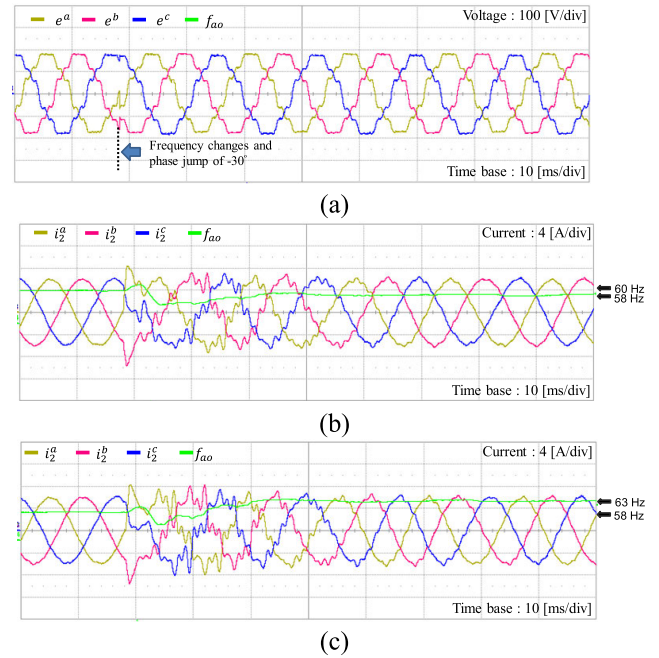 e^a e^b e^c f_ao Voltage : 100 [V/div]
Frequency changes and
phase jump of -30°
Time base : 10 [ms/div]
(a)
i_2^a i_2^b i_2^c f_ao Current : 4 [A/div]
60 Hz
58 Hz
Time base : 10 [ms/div]
(b)
i_2^a i_2^b i_2^c f_ao Current : 4 [A/div]
63 Hz
58 Hz
Time base : 10 [ms/div]
(c)